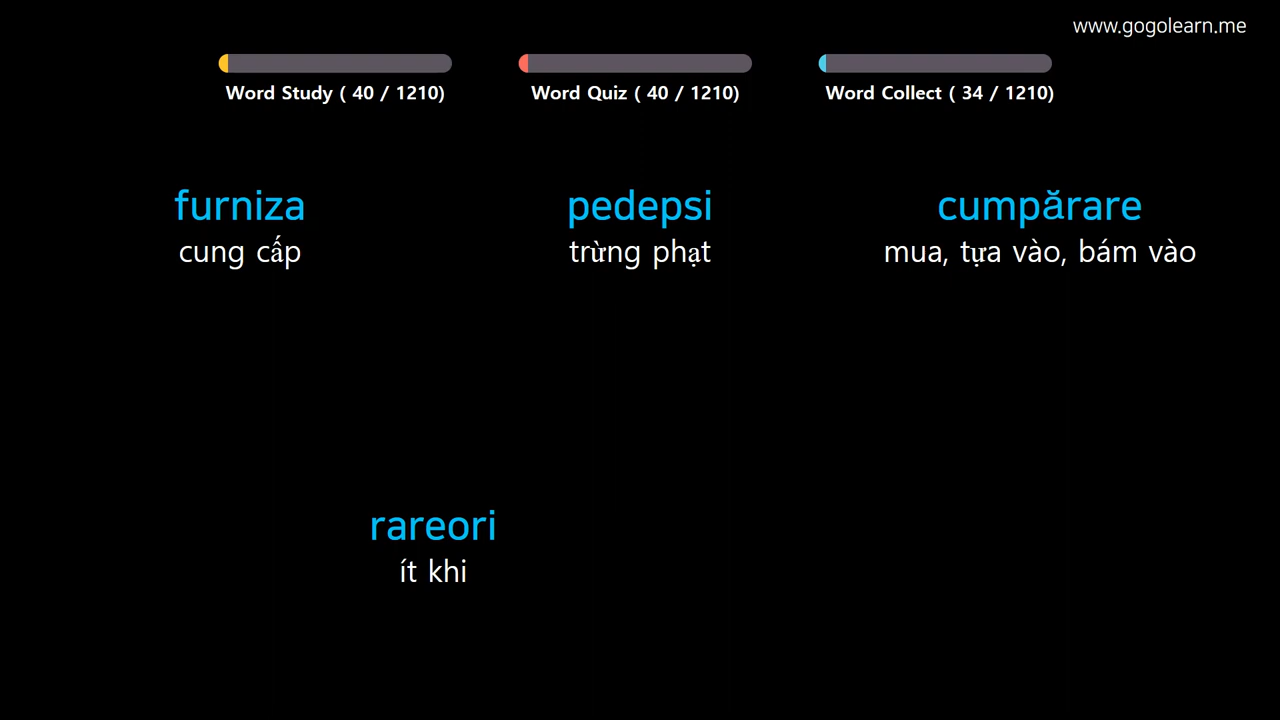 www.gogolearn.me
Word Study ( 40 / 1210)
Word Quiz ( 40 / 1210)
Word Collect ( 34 / 1210)
furniza
cung cấp
pedepsi
trừng phạt
cumpărare
mua, tựa vào, bám vào
rareori
ít khi